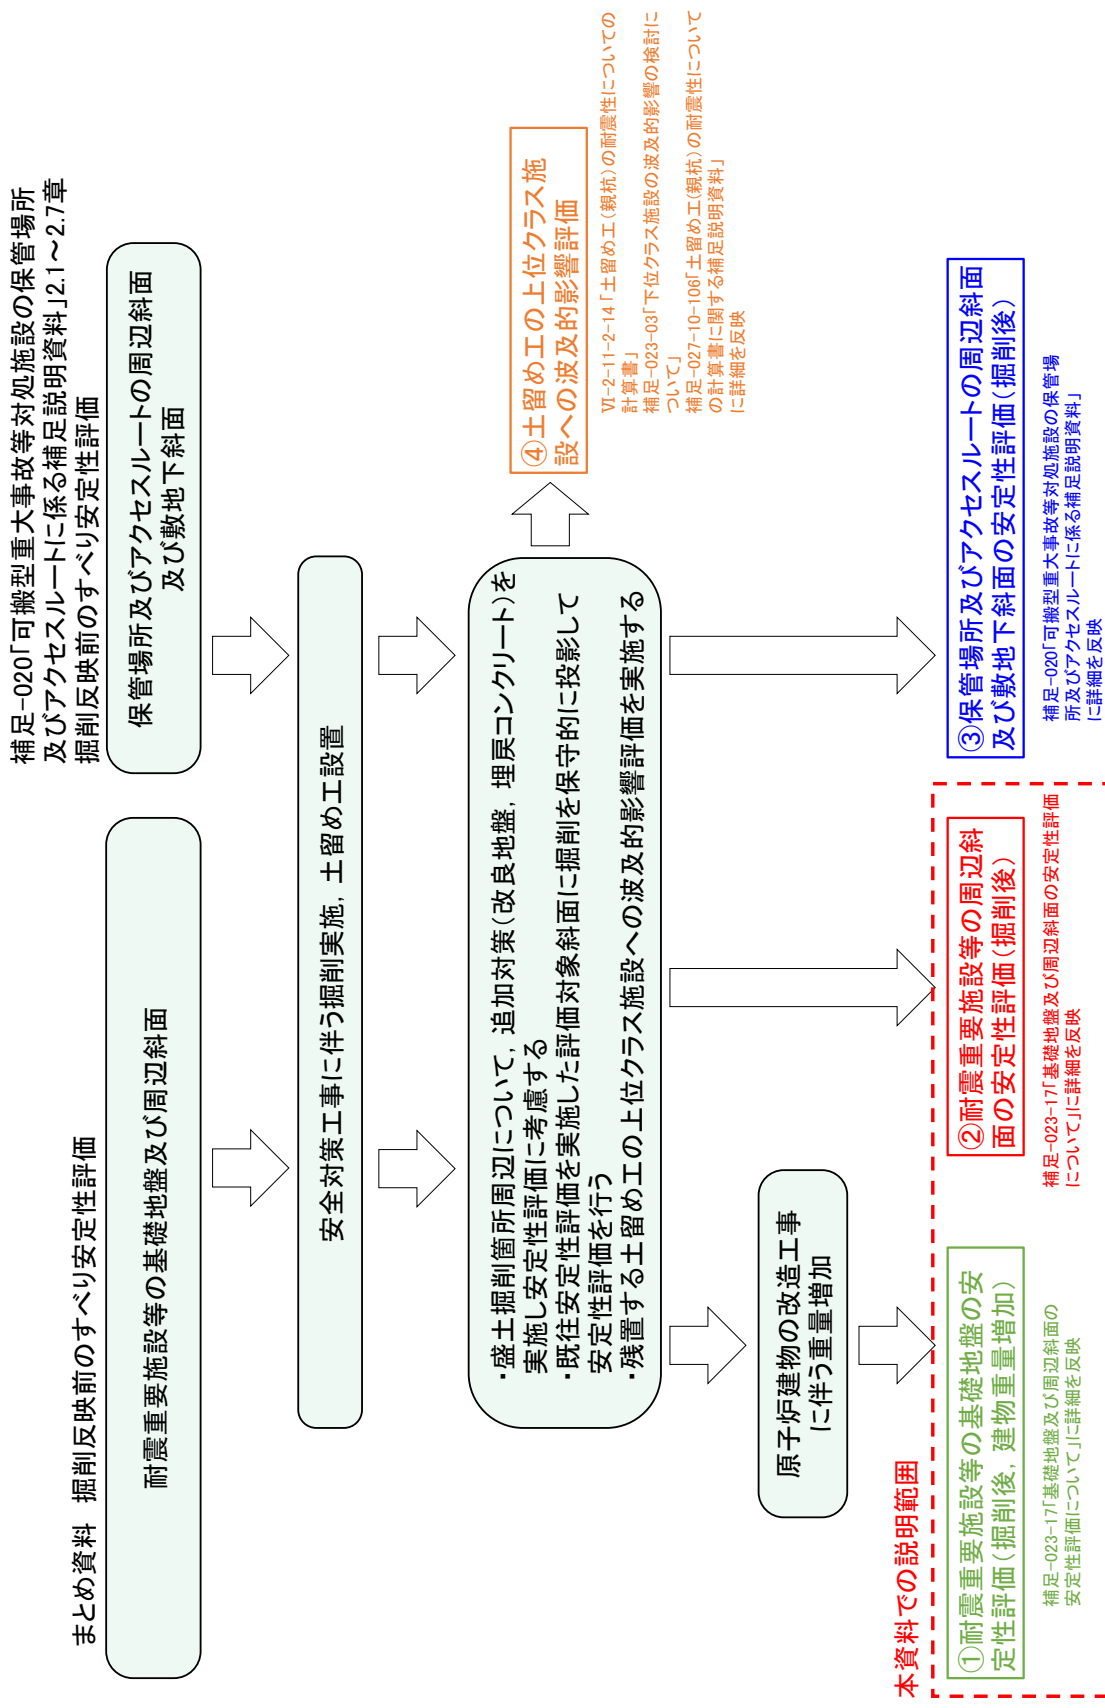 まとめ資料　掘削反映前のすべり安定性評価
補足-020「可搬型重大事故等対処施設の保管場所
及びアクセスルートに係る補足説明資料」2.1～2.7章
掘削反映前のすべり安定性評価
耐震重要施設等の基礎地盤及び周辺斜面
保管場所及びアクセスルートの周辺斜面
及び敷地下斜面
安全対策工事に伴う掘削実施，土留め工設置
・盛土掘削箇所周辺について，追加対策（改良地盤，埋戻コンクリート）を
実施し安定性評価に考慮する
・既往安定性評価を実施した評価対象斜面に掘削を保守的に投影して
安定性評価を行う
・残置する土留め工の上位クラス施設への波及的影響評価を実施する
④土留め工の上位クラス施
設への波及的影響評価
Ⅵ-2-11-2-14「土留め工（親杭）の耐震性についての
計算書」
補足-023-03「下位クラス施設の波及的影響の検討に
ついて」
補足-027-10-106「土留め工（親杭）の耐震性について
の計算書に関する補足説明資料」
に詳細を反映
原子炉建物の改造工事
に伴う重量増加
本資料での説明範囲
①耐震重要施設等の基礎地盤の安
定性評価（掘削後，建物重量増加）
補足-023-17「基礎地盤及び周辺斜面の
安定性評価について」に詳細を反映
②耐震重要施設等の周辺斜
面の安定性評価（掘削後）
補足-023-17「基礎地盤及び周辺斜面の安定性評価
について」に詳細を反映
③保管場所及びアクセスルートの周辺斜面
及び敷地下斜面の安定性評価（掘削後）
補足-020「可搬型重大事故等対処施設の保管場
所及びアクセスルートに係る補足説明資料」
に詳細を反映